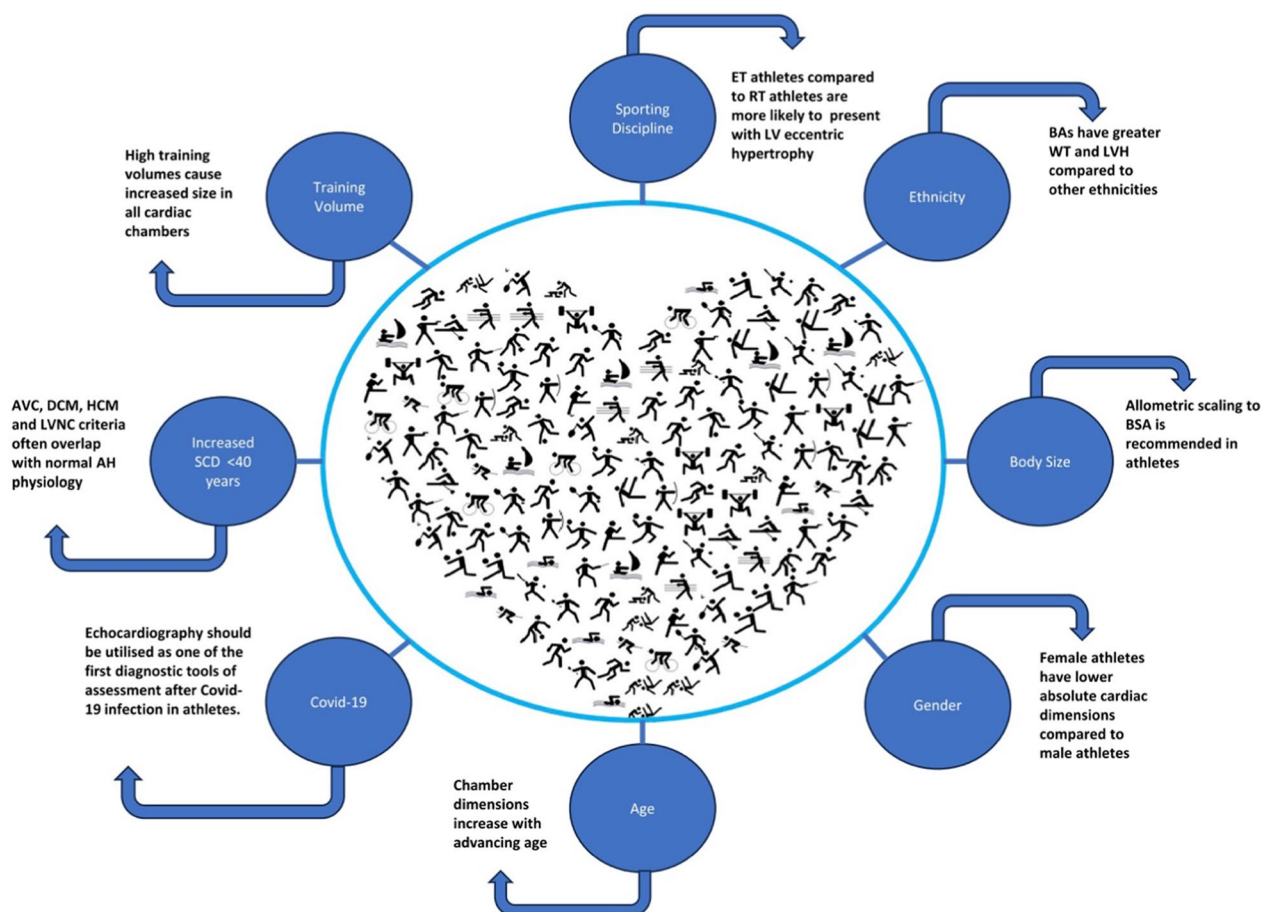 Sporting
Discipline
ET athletes compared
to RT athletes are
more likely to present
with LV eccentric
hypertrophy
Ethnicity
BAs have greater
WT and LVH
compared to
other ethnicities
Body Size
Allometric scaling to
BSA is
recommended in
athletes
Gender
Female athletes
have lower
absolute cardiac
dimensions
compared to
male athletes
Age
Chamber
dimensions
increase with
advancing age
Covid-19
Echocardiography should
be utilised as one of the
first diagnostic tools of
assessment after Covid-
19 infection in athletes.
Increased
SCD <40
years
AVC, DCM, HCM
and LVNC criteria
often overlap
with normal AH
physiology
Training
Volume
High training
volumes cause
increased size in
all cardiac
chambers